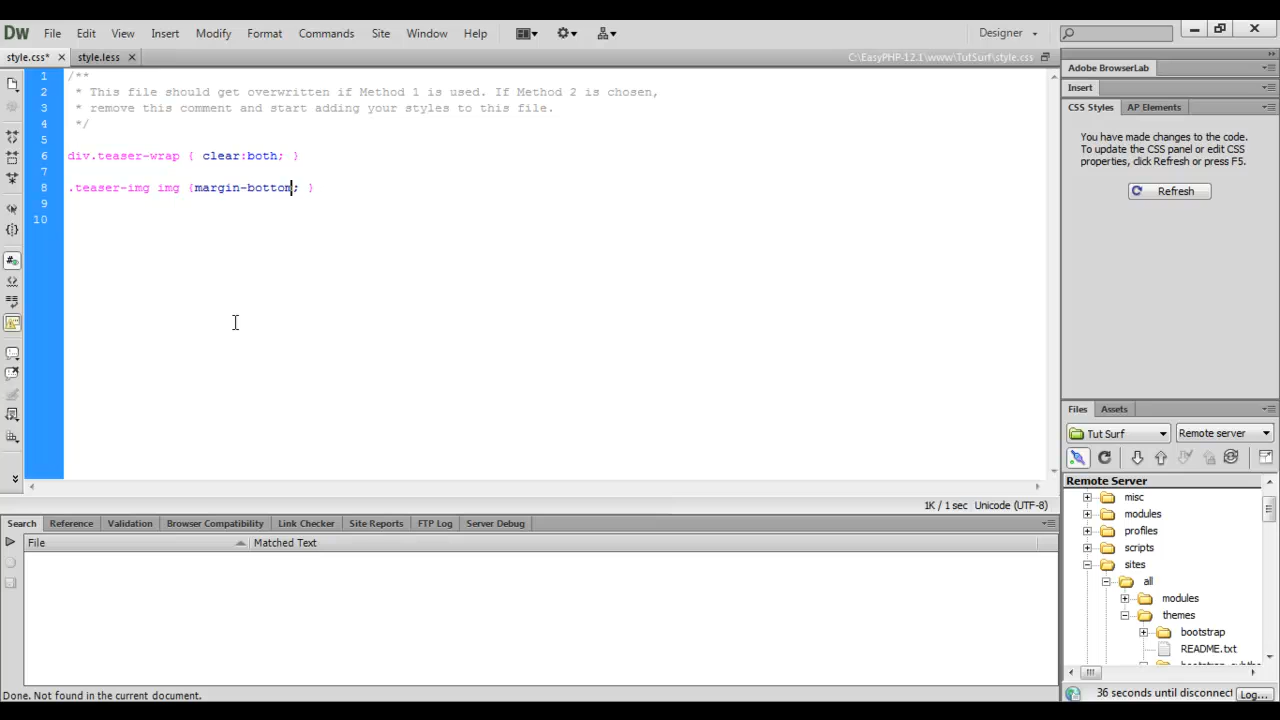 Dw File Edit View Insert Modify Format Commands Site Window Help Designer
style.css* style.less C:\EasyPHP-12.1\www\TutSurf\style.css
1 /**
2 * This file should get overwritten if Method 1 is used. If Method 2 is chosen,
3 * remove this comment and start adding your styles to this file.
4 */
5
6 div.teaser-wrap { clear:both; }
7
8 .teaser-img img {margin-bottom; }
9
10
Adobe BrowserLab
Insert
CSS Styles AP Elements
You have made changes to the code.
To update the CSS panel or edit CSS
properties, click Refresh or press F5.
Refresh
Files Assets
Tut Surf Remote server
Remote Server
misc
modules
profiles
scripts
sites
all
modules
themes
bootstrap
README.txt
36 seconds until disconnect Log...
1K / 1 sec Unicode (UTF-8)
Search Reference Validation Browser Compatibility Link Checker Site Reports FTP Log Server Debug
File Matched Text
Done. Not found in the current document.